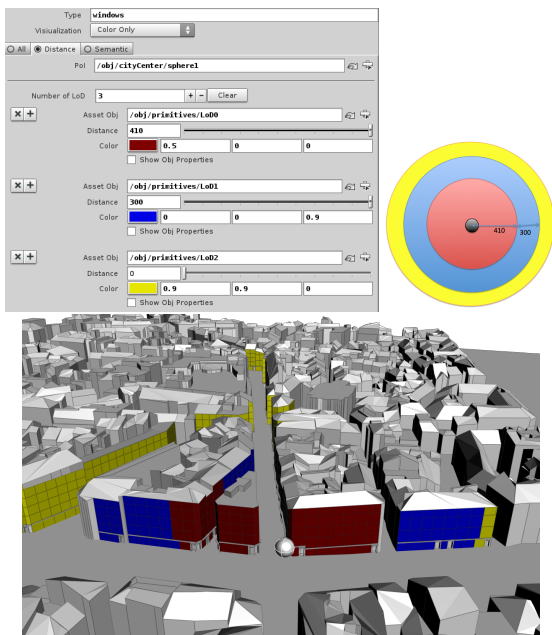 Type windows
Visiualization Color Only
All Distance Semantic
PoI /obj/cityCenter/sphere1
Number of LoD 3 + − Clear
Asset Obj /obj/primitives/LoD0
Distance 410
Color 0.5 0 0
Show Obj Properties
Asset Obj /obj/primitives/LoD1
Distance 300
Color 0 0 0.9
Show Obj Properties
Asset Obj /obj/primitives/LoD2
Distance 0
Color 0.9 0.9 0
Show Obj Properties
410 300